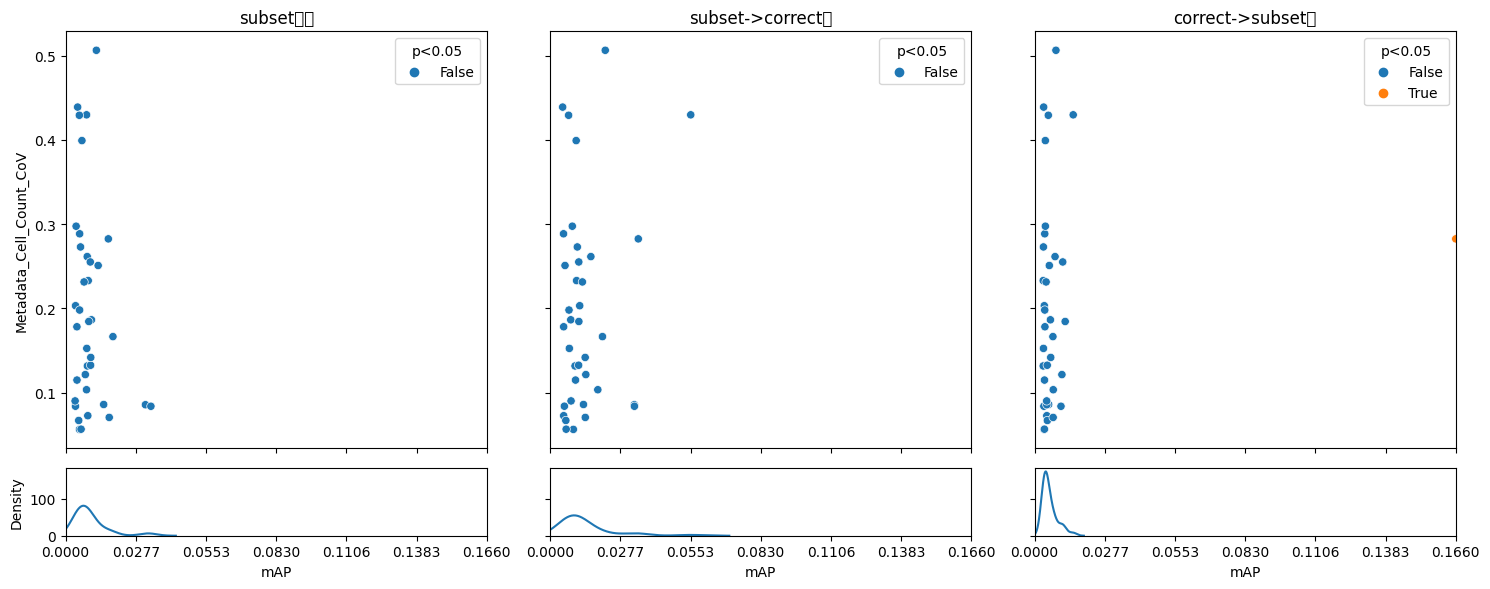 subset
subset->correct
correct->subset
p<0.05
False
p<0.05
False
p<0.05
False
True
0.5
0.4
0.3
0.2
0.1
Metadata_Cell_Count_CoV
100
0
Density
0.0000 0.0277 0.0553 0.0830 0.1106 0.1383 0.1660
0.0000 0.0277 0.0553 0.0830 0.1106 0.1383 0.1660
0.0000 0.0277 0.0553 0.0830 0.1106 0.1383 0.1660
mAP
mAP
mAP